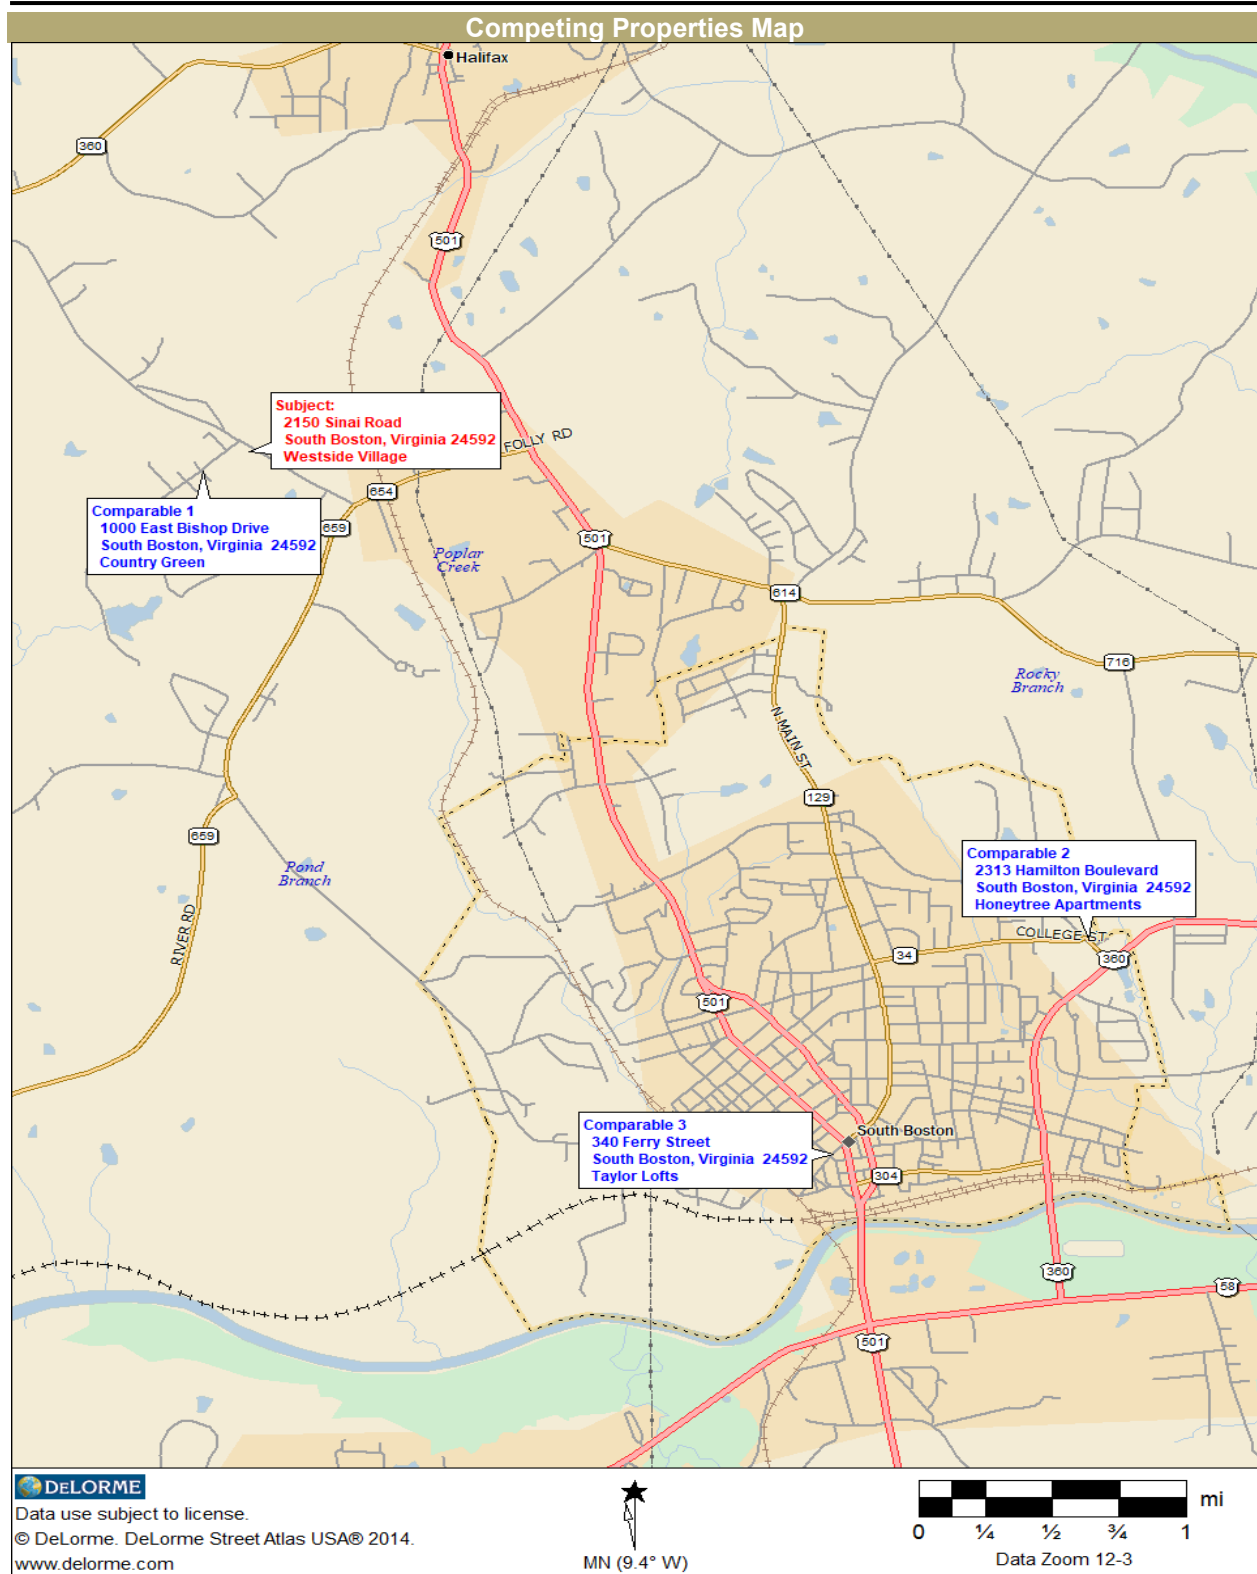 Competing Properties Map
Halifax
360
501
Subject:
2150 Sinai Road
South Boston, Virginia 24592
Westside Village
FOLLY RD
654
Comparable 1
1000 East Bishop Drive
South Boston, Virginia 24592
Country Green
659
501
Poplar
Creek
614
716
Rocky
Branch
N MAIN ST
129
659
Pond
Branch
Comparable 2
2313 Hamilton Boulevard
South Boston, Virginia 24592
Honeytree Apartments
RIVER RD
COLLEGE ST
34
360
501
Comparable 3
340 Ferry Street
South Boston, Virginia 24592
Taylor Lofts
South Boston
304
360
58
501
DELORME
Data use subject to license.
© DeLorme. DeLorme Street Atlas USA® 2014.
www.delorme.com
MN (9.4° W)
mi
0 ¼ ½ ¾ 1
Data Zoom 12-3